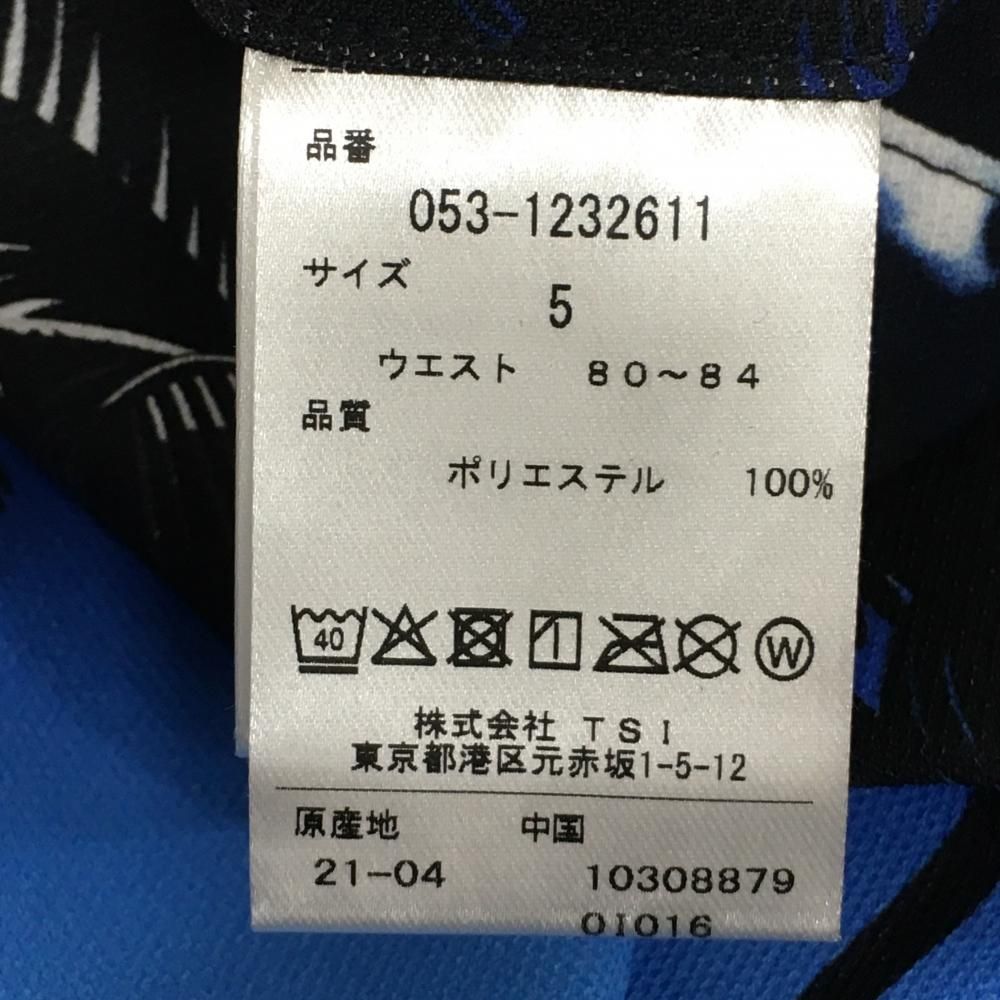 品番
053-1232611
サイズ
5
ウエスト 80~84
品質
ポリエステル 100%
40 W
株式会社 TSI
東京都港区元赤坂1-5-12
原産地 中国
21-04 10308879
01016